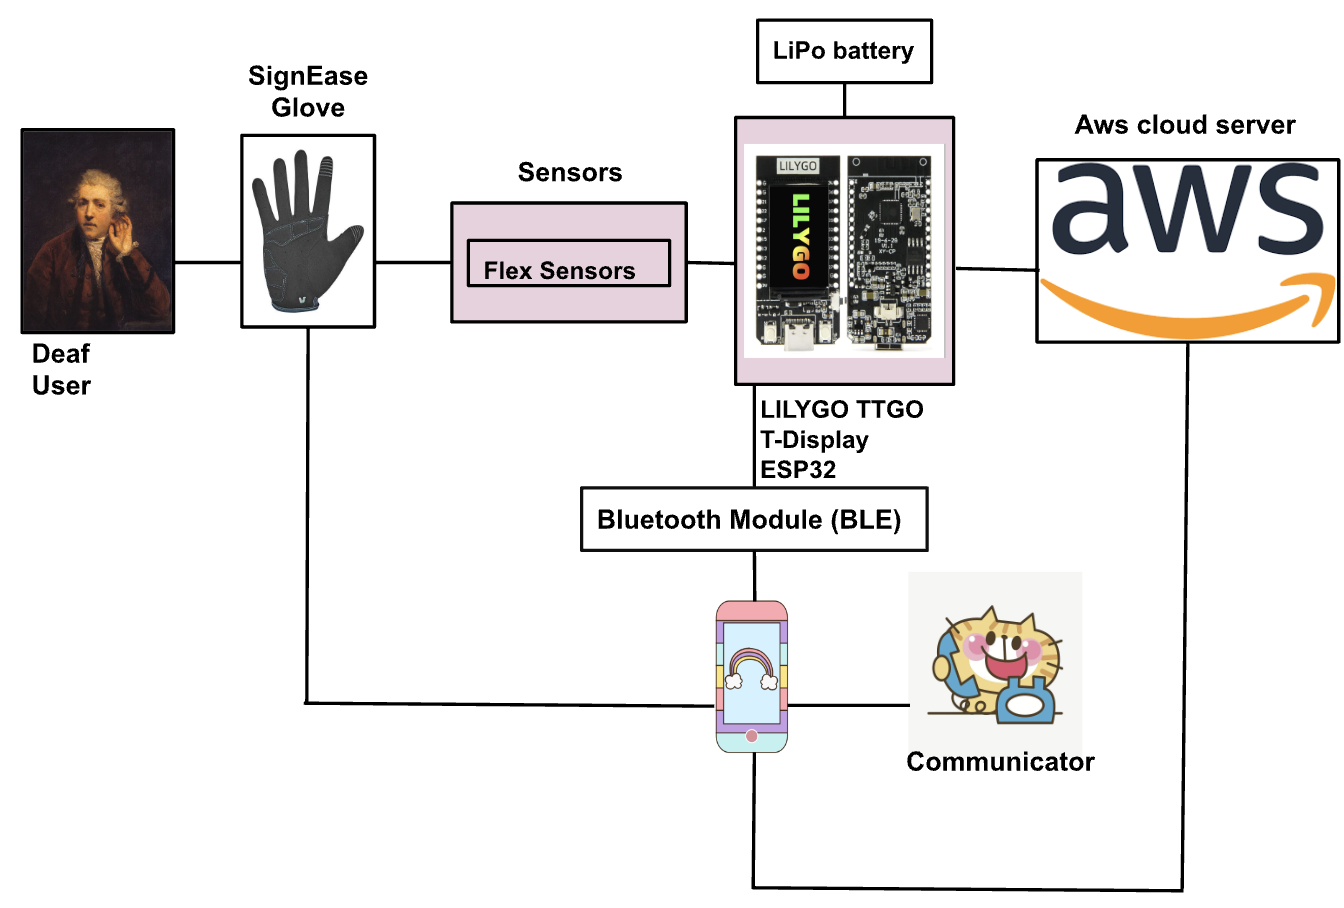 LiPo battery
SignEase
Glove
Aws cloud server
aws
Sensors
Flex Sensors
LILYGO
LILYGO
Deaf
User
LILYGO TTGO
T-Display
ESP32
Bluetooth Module (BLE)
Communicator